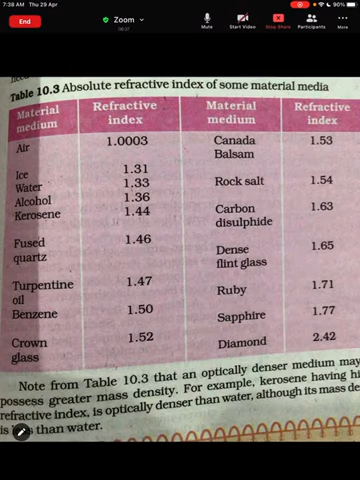 7:38 AM Thu 29 Apr
90%
End
Zoom
06:37
Mute
Start Video
Stop Share
Participants
More
Table 10.3 Absolute refractive index of some material media
Material medium Refractive index Material medium Refractive index
Air 1.0003 Canada Balsam 1.53
Ice 1.31
Water 1.33 Rock salt 1.54
Alcohol 1.36
Kerosene 1.44 Carbon disulphide 1.63
Fused quartz 1.46 Dense flint glass 1.65
Turpentine oil 1.47 Ruby 1.71
Benzene 1.50 Sapphire 1.77
Crown glass 1.52 Diamond 2.42
Note from Table 10.3 that an optically denser medium may
possess greater mass density. For example, kerosene having hi
refractive index, is optically denser than water, although its mass de
is than water.